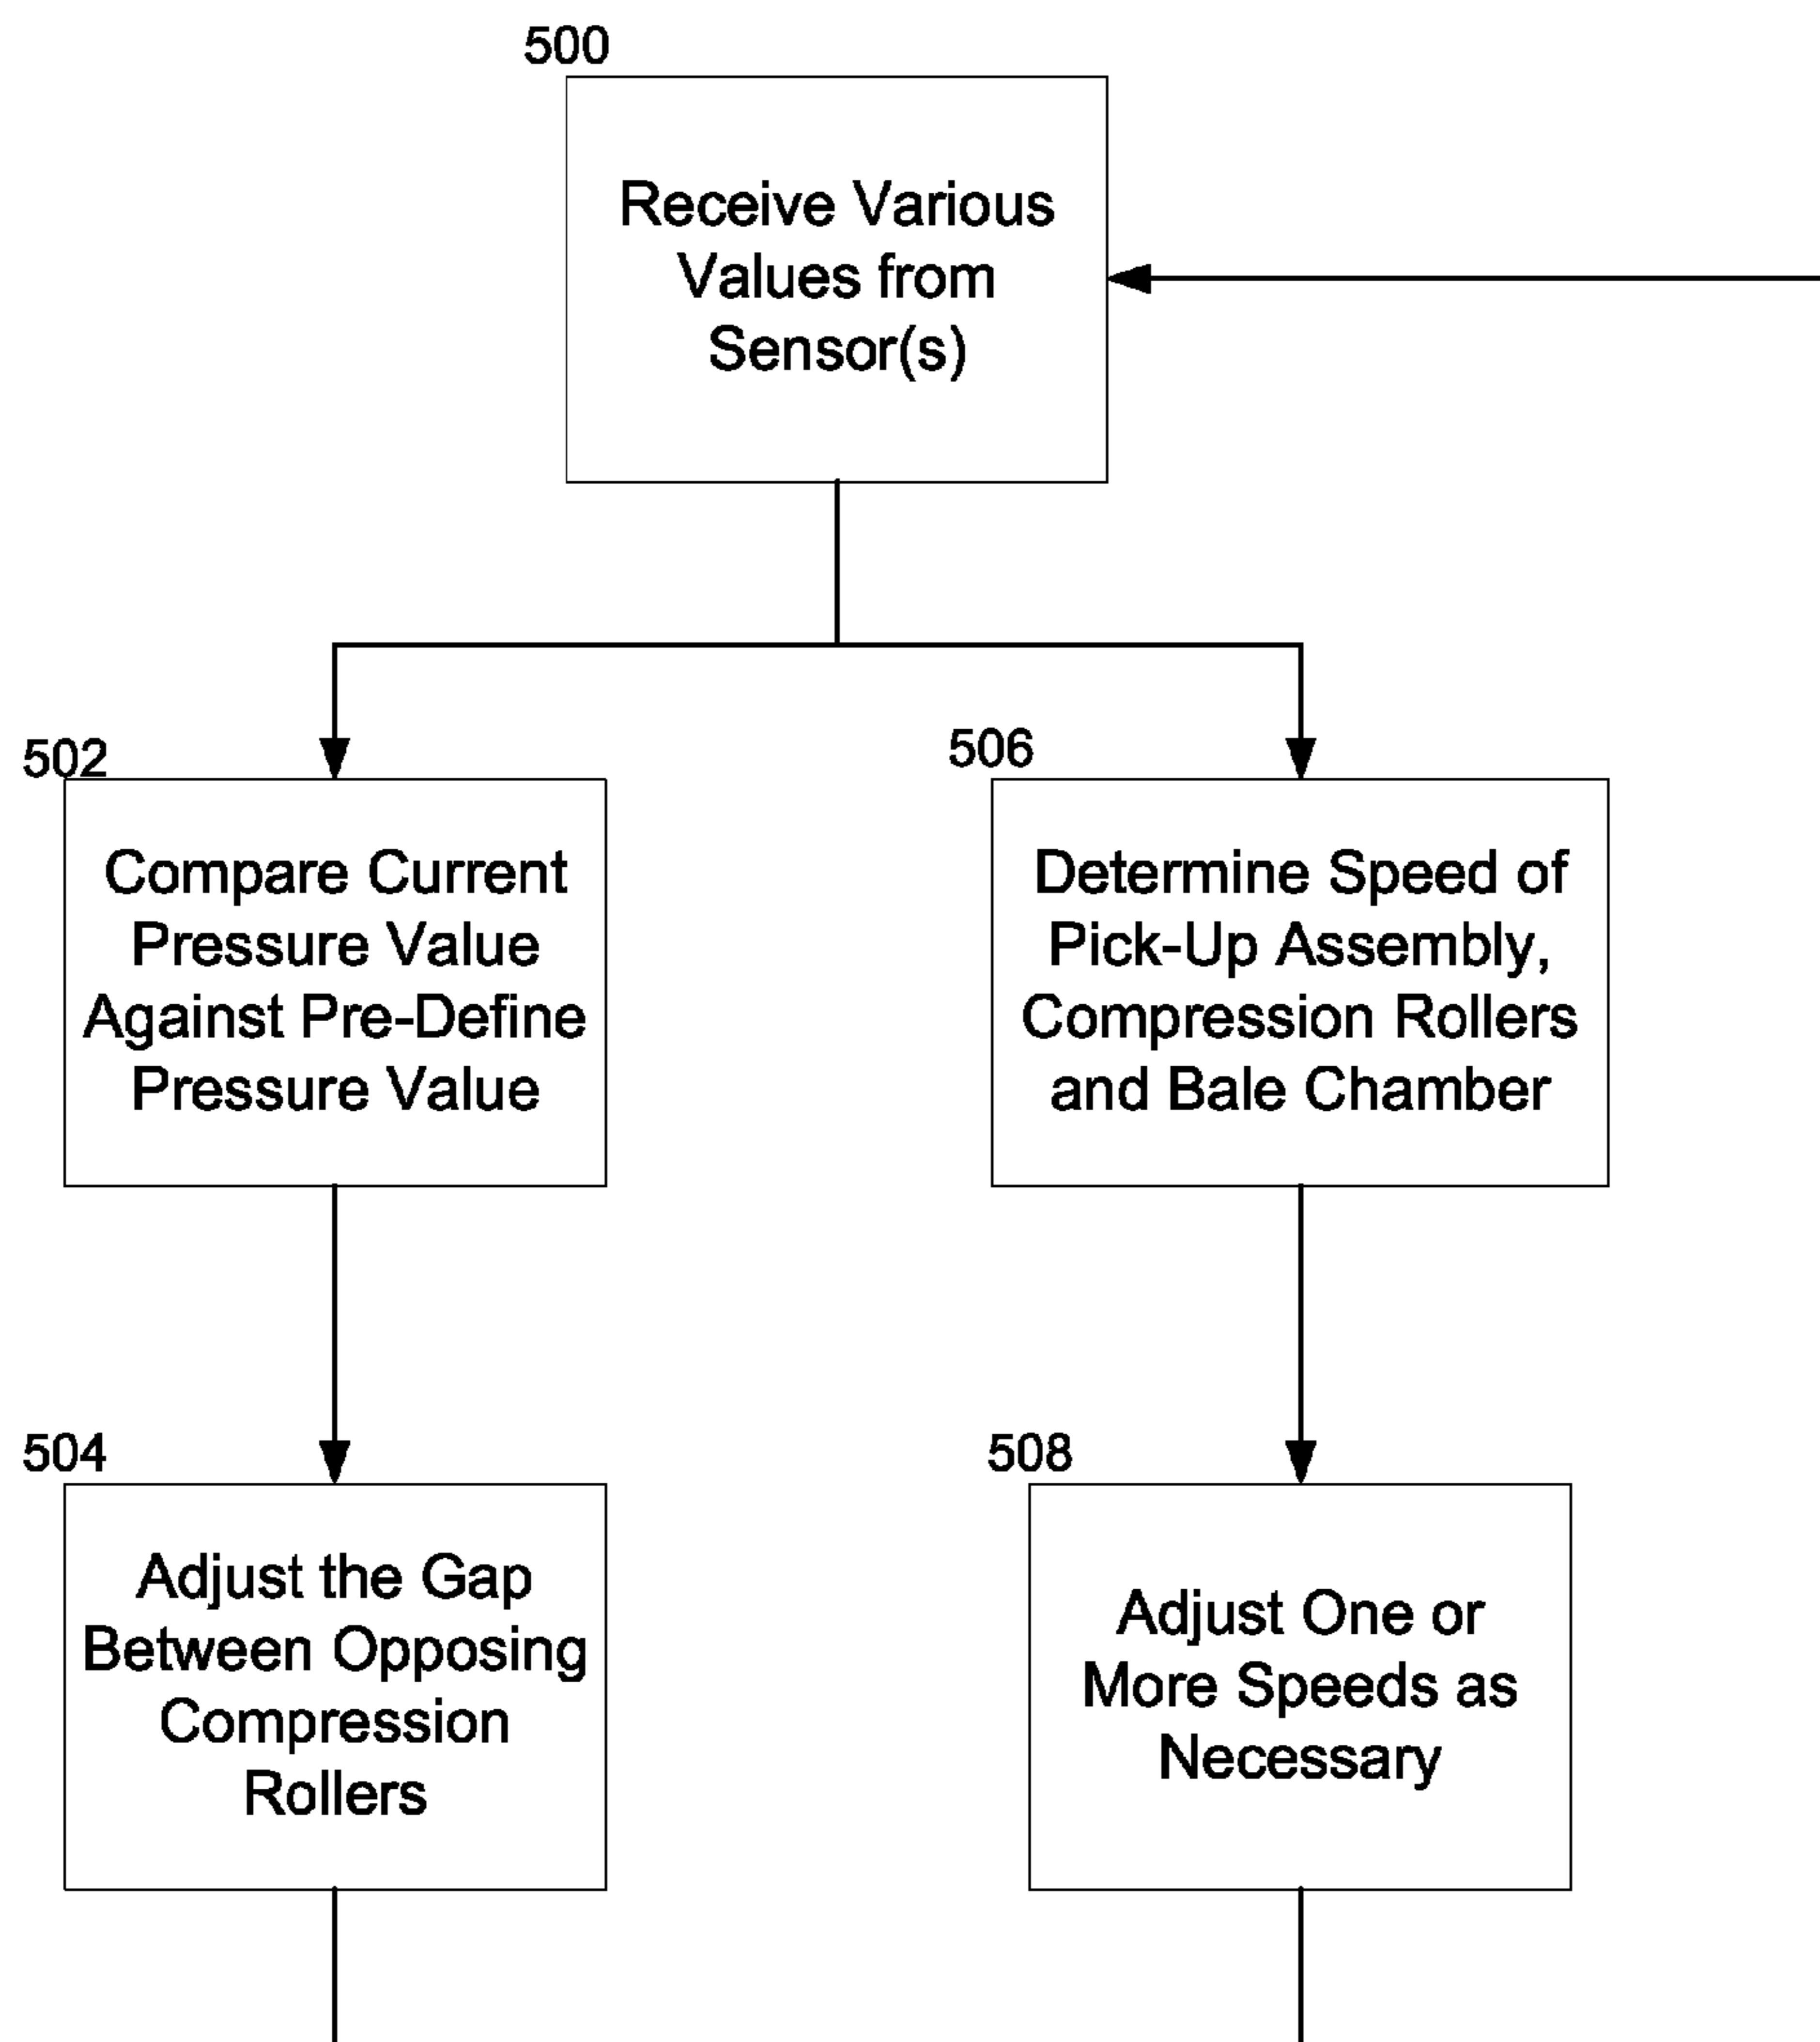 500
Receive Various
Values from
Sensor(s)
502
Compare Current
Pressure Value
Against Pre-Define
Pressure Value
506
Determine Speed of
Pick-Up Assembly,
Compression Rollers
and Bale Chamber
504
Adjust the Gap
Between Opposing
Compression
Rollers
508
Adjust One or
More Speeds as
Necessary